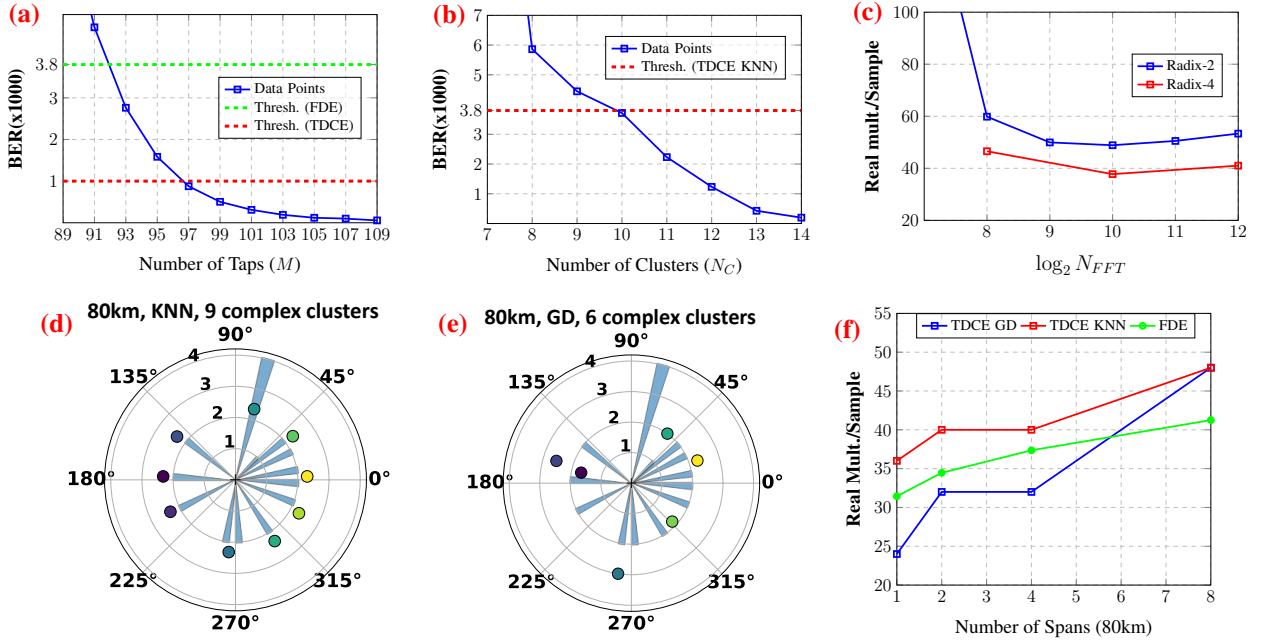 (a)
BER(x1000)
3.8
3
1
Data Points
Thresh. (FDE)
Thresh. (TDCE)
89 91 93 95 97 99 101 103 105 107 109
Number of Taps (M)
(b)
BER(x1000)
7
6
5
3.8
3
2
1
Data Points
Thresh. (TDCE KNN)
7 8 9 10 11 12 13 14
Number of Clusters (N_C)
(c)
Real mult./Sample
100
80
60
40
20
Radix-2
Radix-4
8 9 10 11 12
log₂ N_FFT
(d)
80km, KNN, 9 complex clusters
90°
135° 45°
4
3
2
1
180° 0°
225° 315°
270°
(e)
80km, GD, 6 complex clusters
90°
135° 45°
4
3
2
1
180° 0°
225° 315°
270°
(f)
Real Mult./Sample
55
50
45
40
35
30
25
20
TDCE GD TDCE KNN FDE
1 2 3 4 5 6 7 8
Number of Spans (80km)